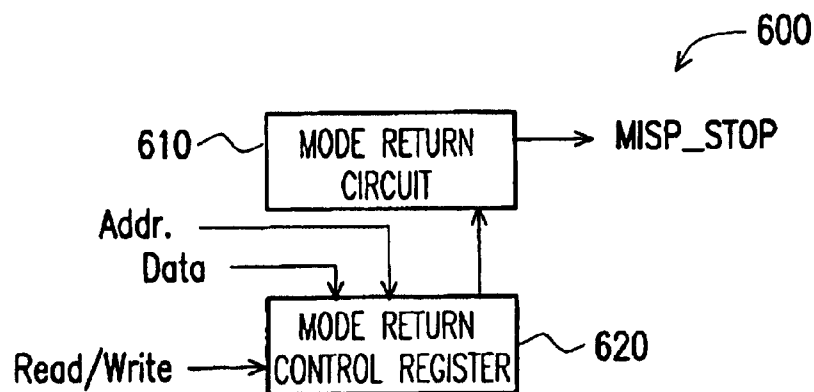 600
610
MODE RETURN
CIRCUIT
MISP_STOP
Addr.
Data
Read/Write
MODE RETURN
CONTROL REGISTER
620